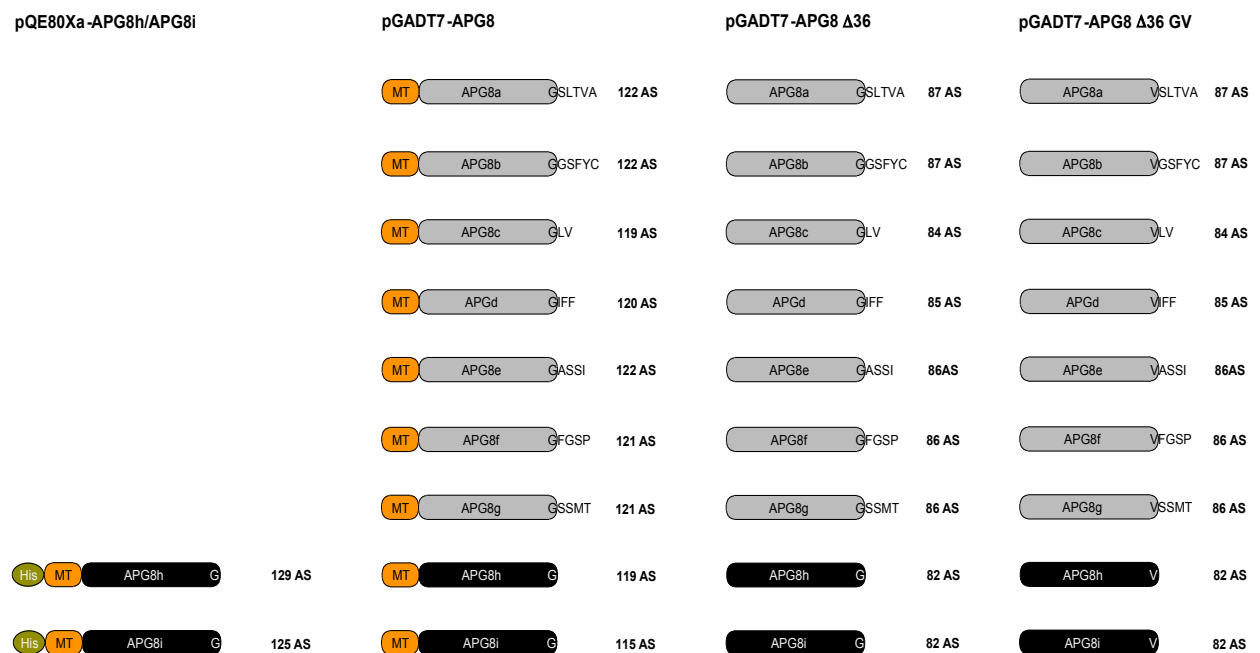 pQE80Xa-APG8h/APG8i pGADT7-APG8 pGADT7-APG8 Δ36 pGADT7-APG8 Δ36 GV
MT APG8a GSLTVA 122 AS APG8a GSLTVA 87 AS APG8a VSLTVA 87 AS
MT APG8b GGSFYC 122 AS APG8b GGSFYC 87 AS APG8b VGSFYC 87 AS
MT APG8c GLV 119 AS APG8c GLV 84 AS APG8c VLV 84 AS
MT APGd GIFF 120 AS APGd GIFF 85 AS APGd VIFF 85 AS
MT APG8e GASSI 122 AS APG8e GASSI 86AS APG8e VASSI 86AS
MT APG8f GFGSP 121 AS APG8f GFGSP 86 AS APG8f VFGSP 86 AS
MT APG8g GSSMT 121 AS APG8g GSSMT 86 AS APG8g VSSMT 86 AS
His MT APG8h G 129 AS MT APG8h G 119 AS APG8h G 82 AS APG8h V 82 AS
His MT APG8i G 125 AS MT APG8i G 115 AS APG8i G 82 AS APG8i V 82 AS